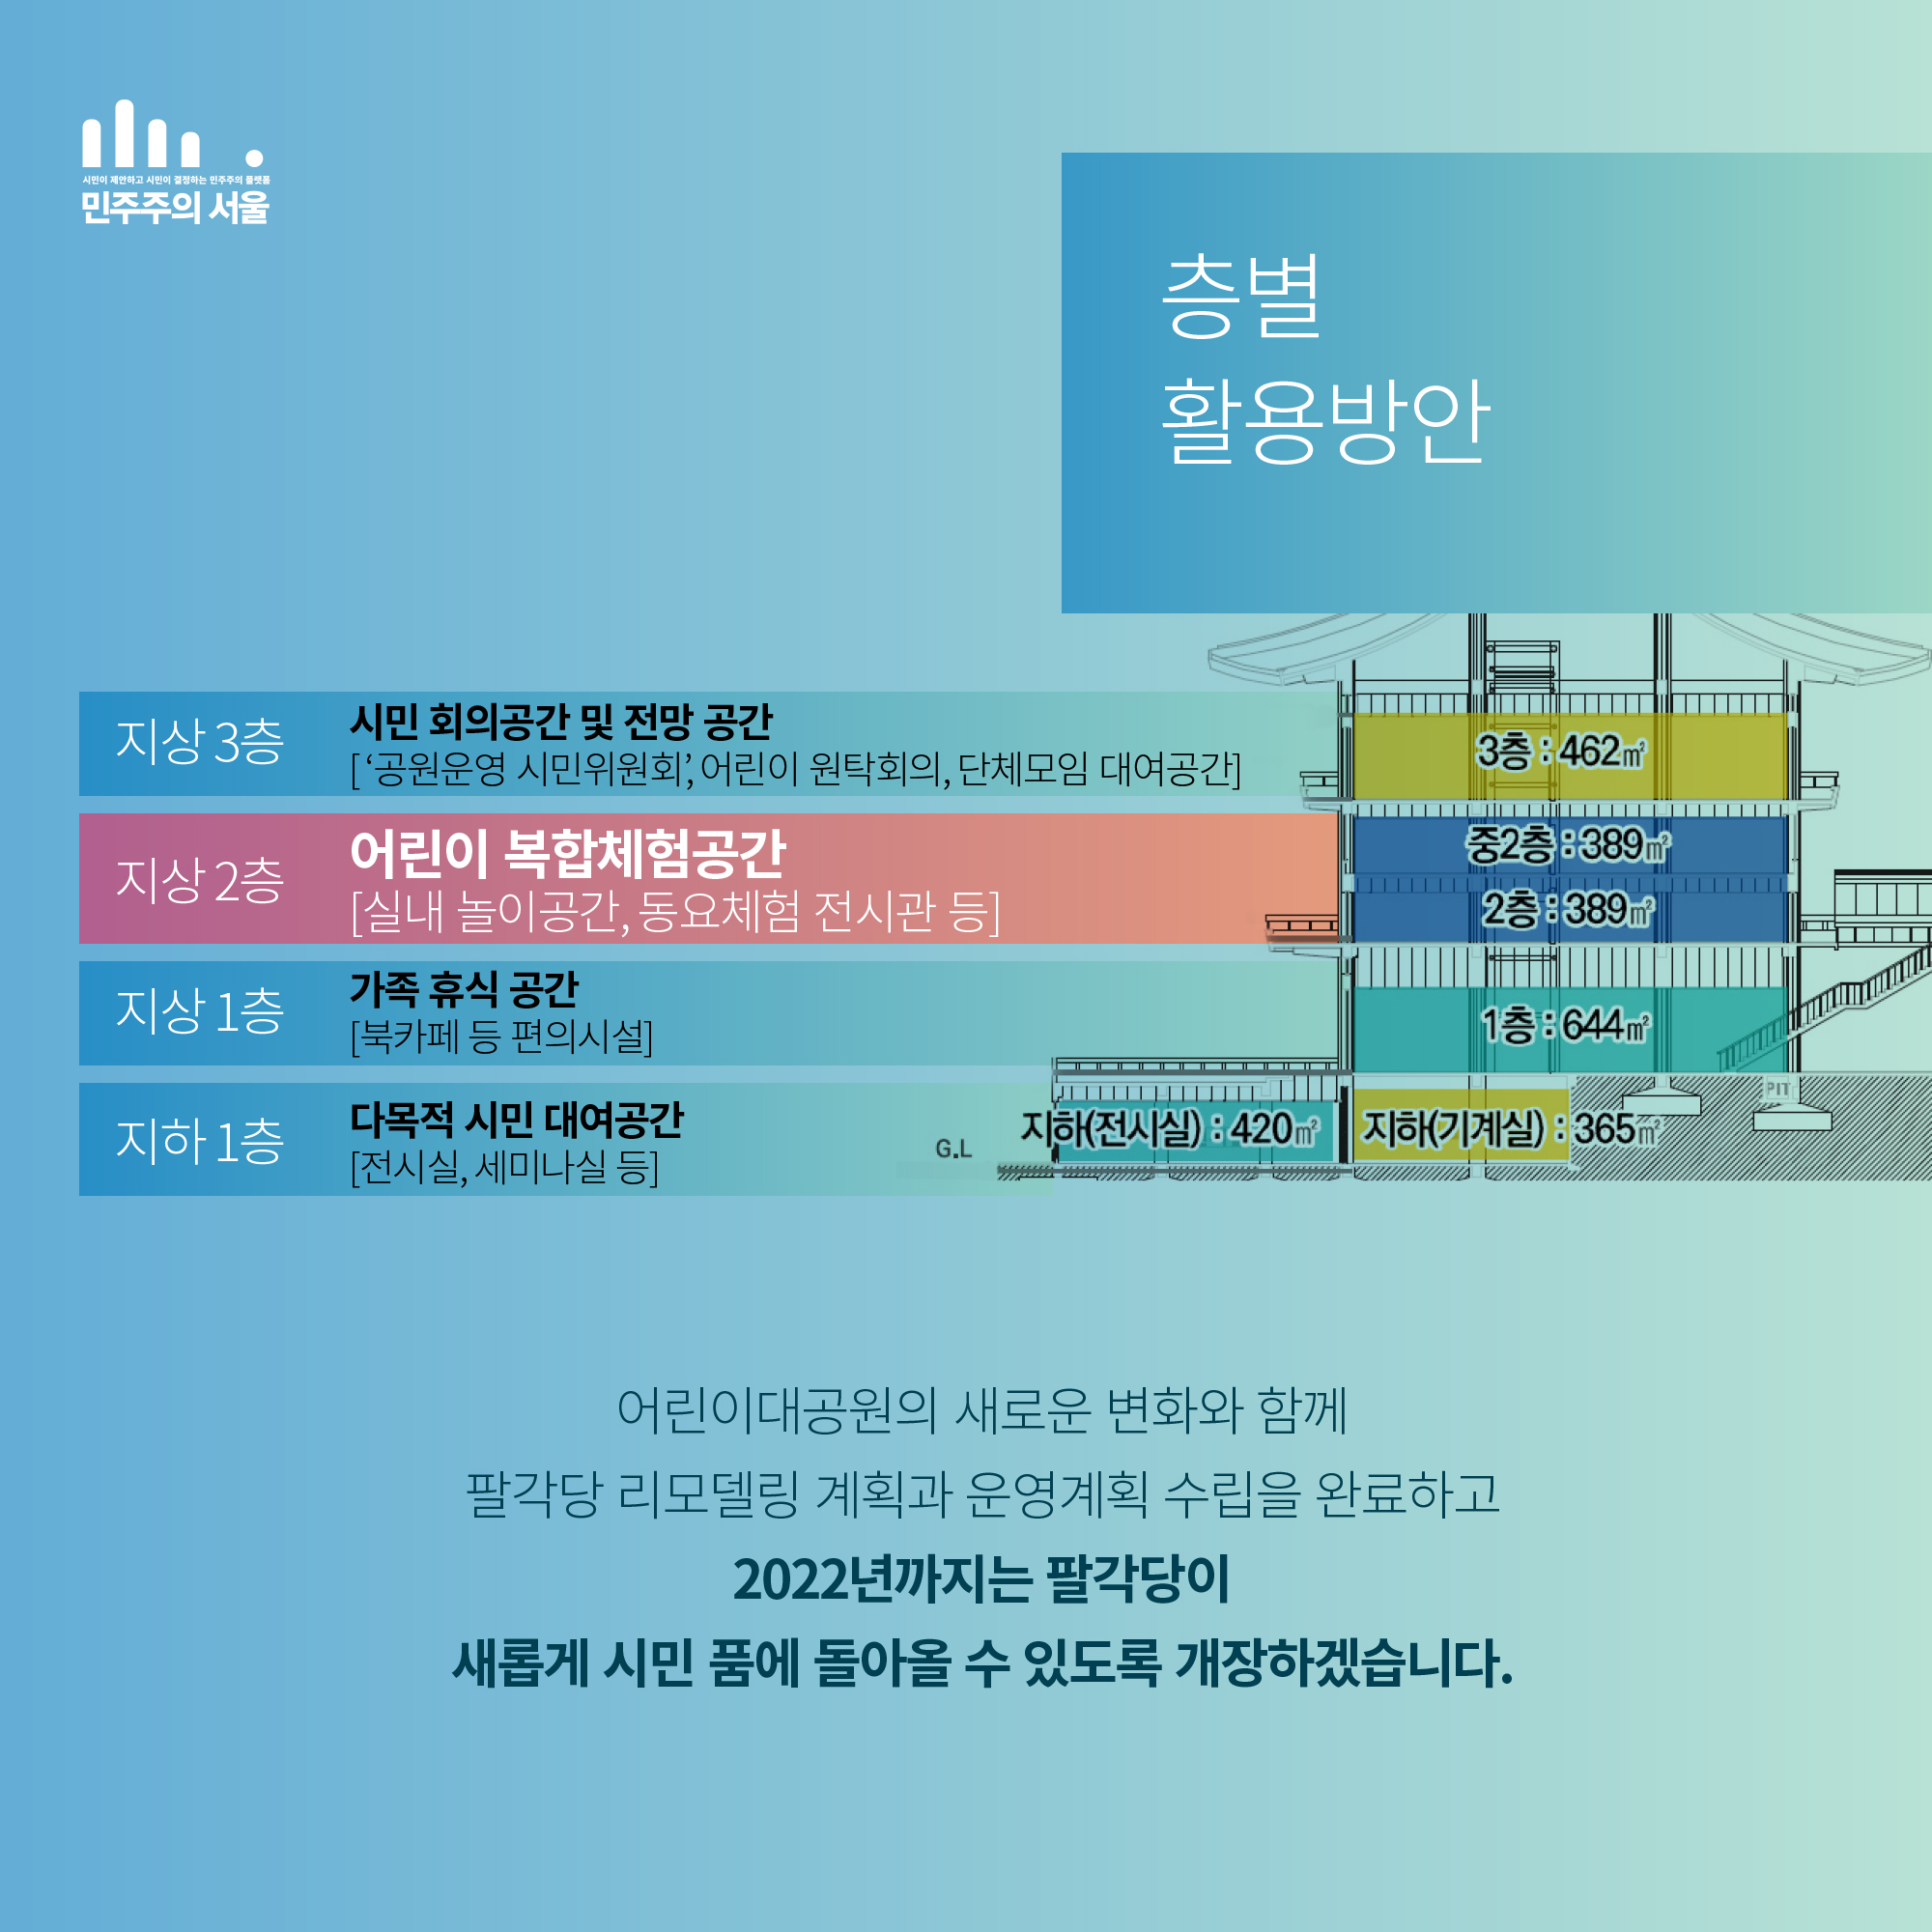 시민이 제안하고 시민이 결정하는 민주주의 플랫폼
민주주의 서울
층별
활용방안
지상 3층
시민 회의공간 및 전망 공간
[ ‘공원운영 시민위원회’, 어린이 원탁회의, 단체모임 대여공간]
지상 2층
어린이 복합체험공간
[실내 놀이공간, 동요체험 전시관 등]
지상 1층
가족 휴식 공간
[북카페 등 편의시설]
지하 1층
다목적 시민 대여공간
[전시실, 세미나실 등]
3층 : 462㎡
중2층 : 389㎡
2층 : 389㎡
1층 : 644㎡
지하(전시실) : 420㎡
지하(기계실) : 365㎡
PIT
G.L
어린이대공원의 새로운 변화와 함께
팔각당 리모델링 계획과 운영계획 수립을 완료하고
2022년까지는 팔각당이
새롭게 시민 품에 돌아올 수 있도록 개장하겠습니다.